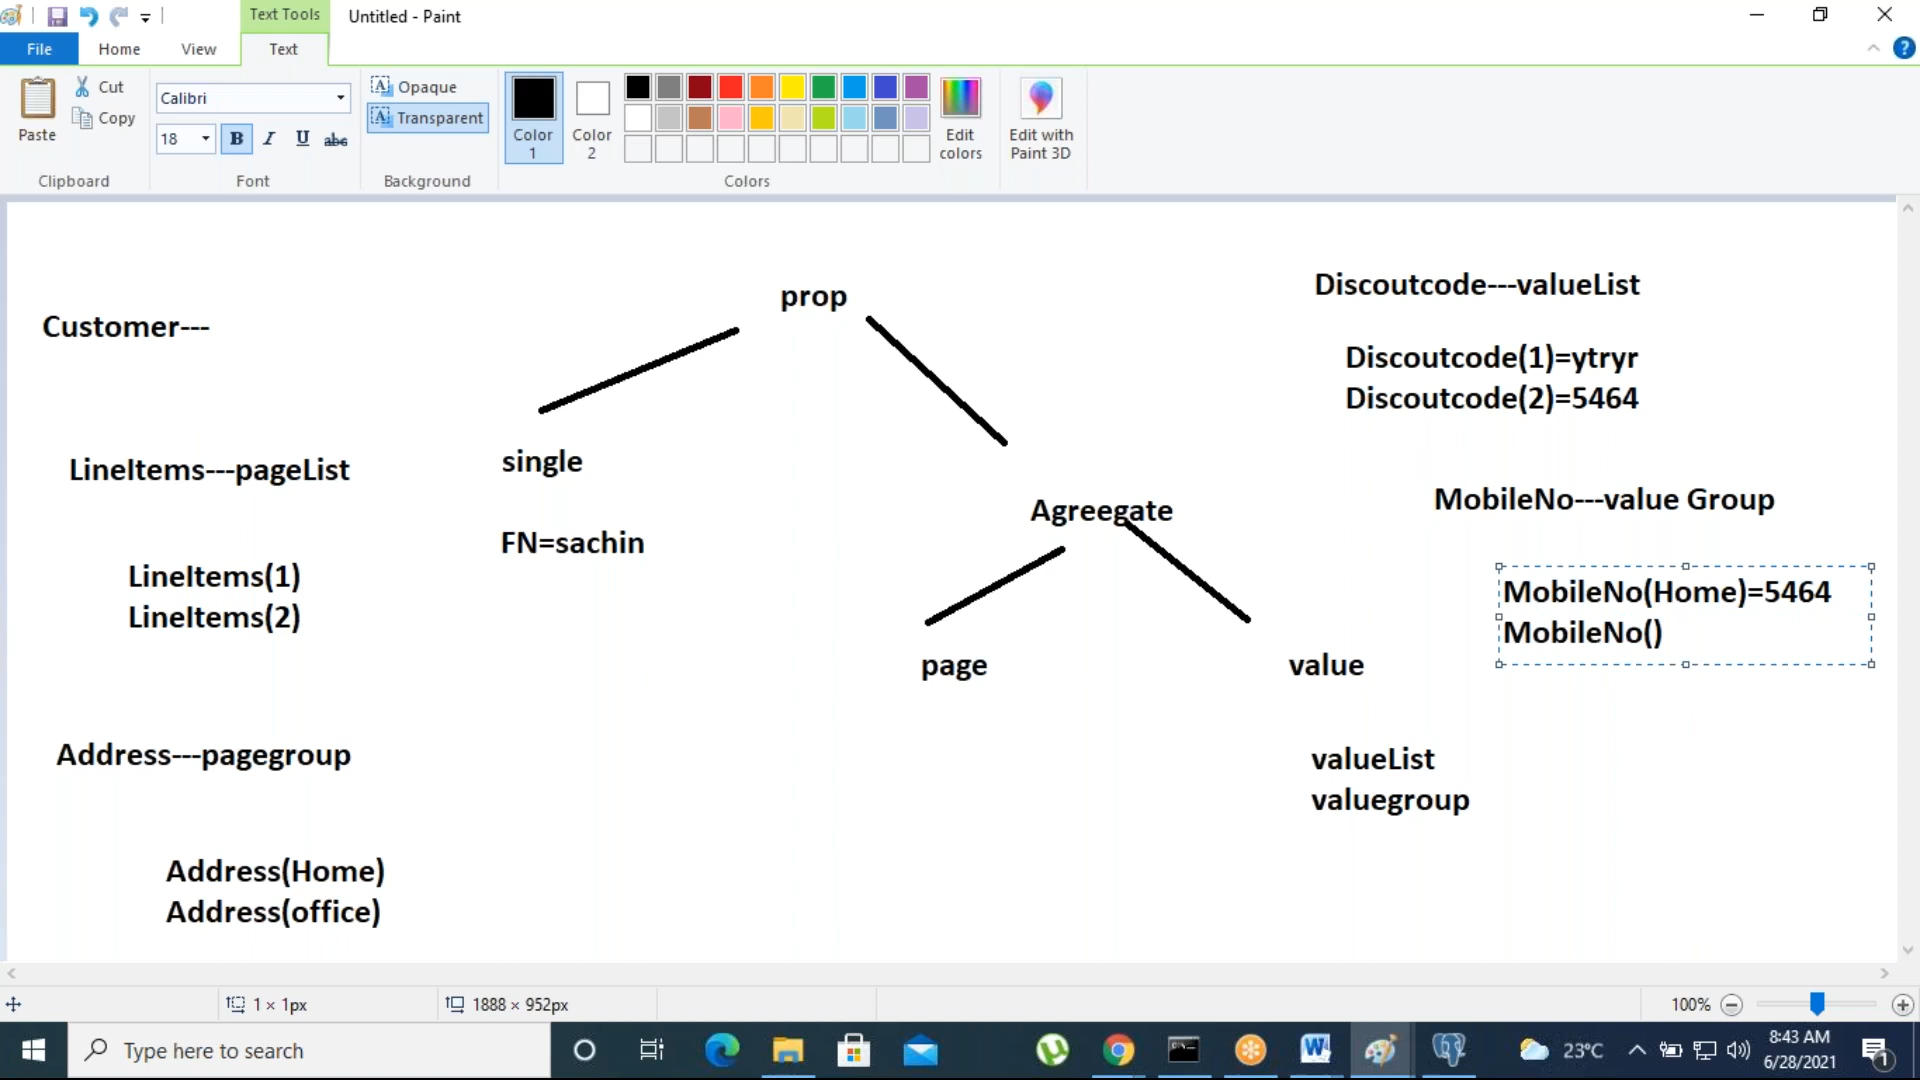 Text Tools
Untitled - Paint
File
Home
View
Text
Paste
Cut
Copy
Clipboard
Calibri
18
B
I
U
abc
Font
A
Opaque
A
Transparent
Background
Color
1
Color
2
Edit
colors
Colors
Edit with
Paint 3D
?
prop
Customer---
Discoutcode---valueList
Discoutcode(1)=ytryr
Discoutcode(2)=5464
single
LineItems---pageList
Agreegate
MobileNo---value Group
FN=sachin
LineItems(1)
LineItems(2)
MobileNo(Home)=5464
MobileNo()
page
value
Address---pagegroup
valueList
valuegroup
Address(Home)
Address(office)
1 × 1px
1888 × 952px
100%
Type here to search
23°C
8:43 AM
6/28/2021
1